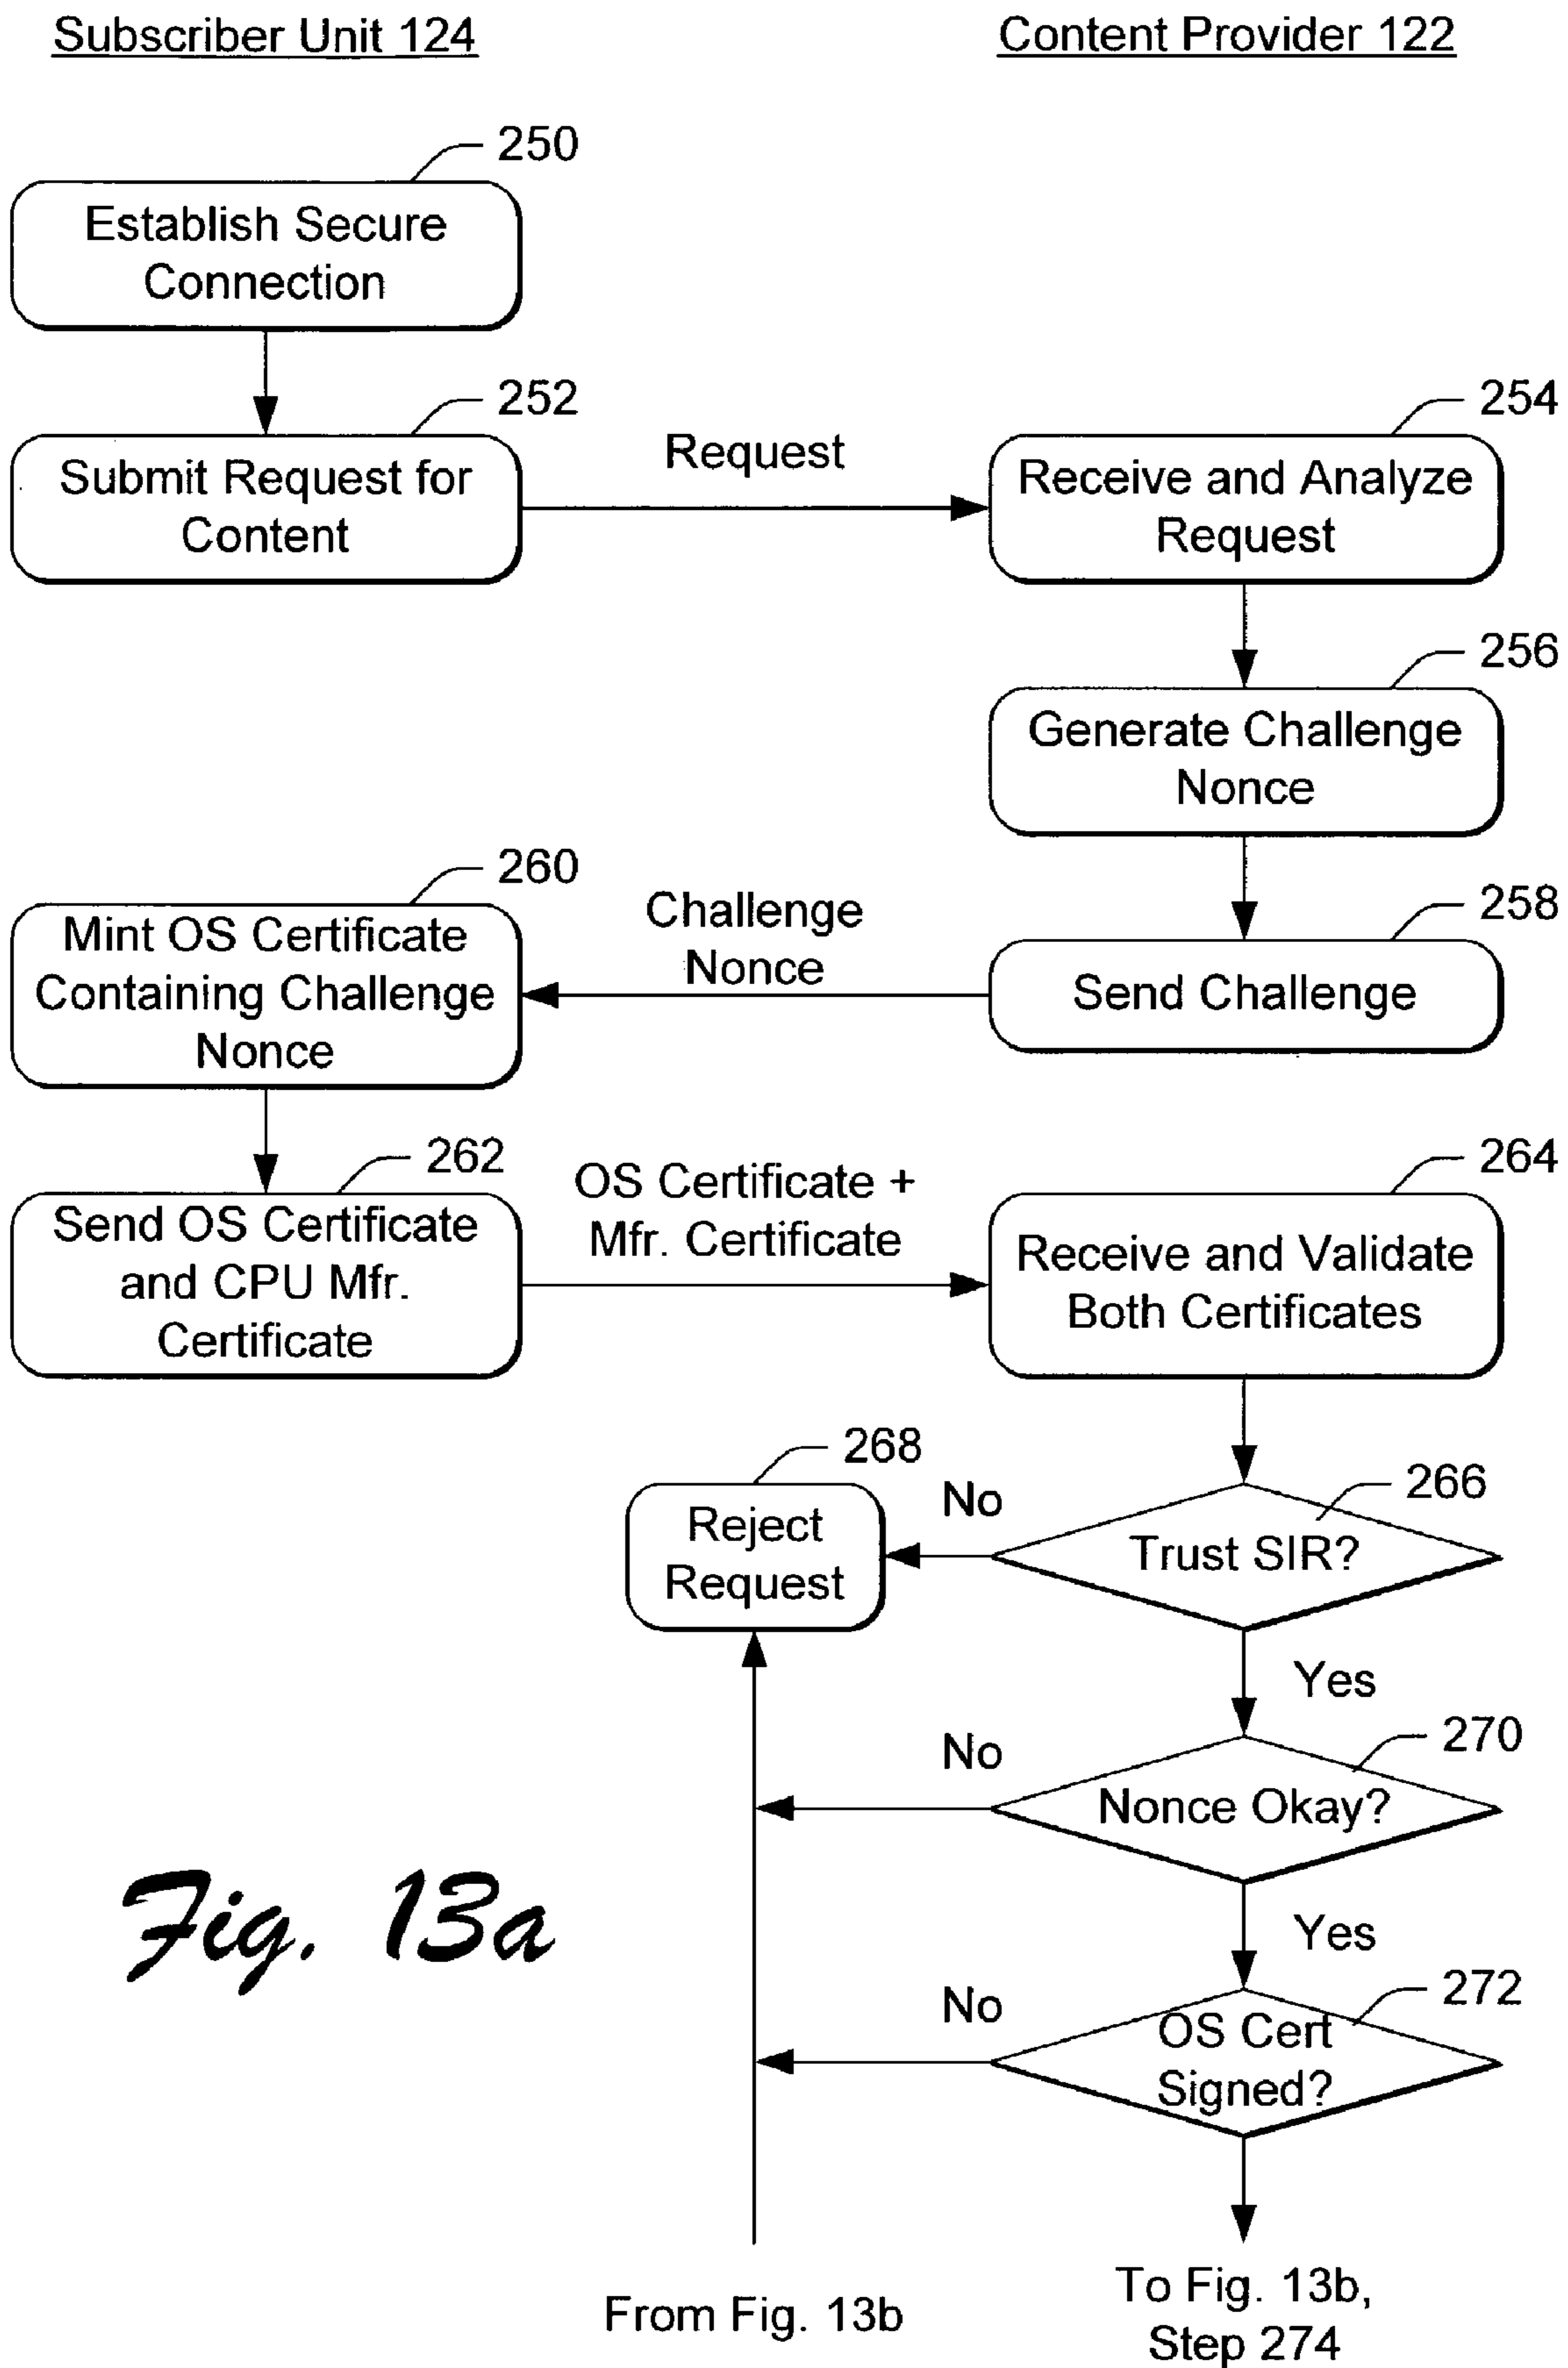 Subscriber Unit 124
Content Provider 122
250
Establish Secure
Connection
252
Submit Request for
Content
Request
254
Receive and Analyze
Request
256
Generate Challenge
Nonce
258
Send Challenge
Challenge
Nonce
260
Mint OS Certificate
Containing Challenge
Nonce
262
Send OS Certificate
and CPU Mfr.
Certificate
OS Certificate +
Mfr. Certificate
264
Receive and Validate
Both Certificates
266
Trust SIR?
No
268
Reject
Request
Yes
270
Nonce Okay?
No
Yes
272
OS Cert
Signed?
No
From Fig. 13b
To Fig. 13b,
Step 274
Fig. 13a